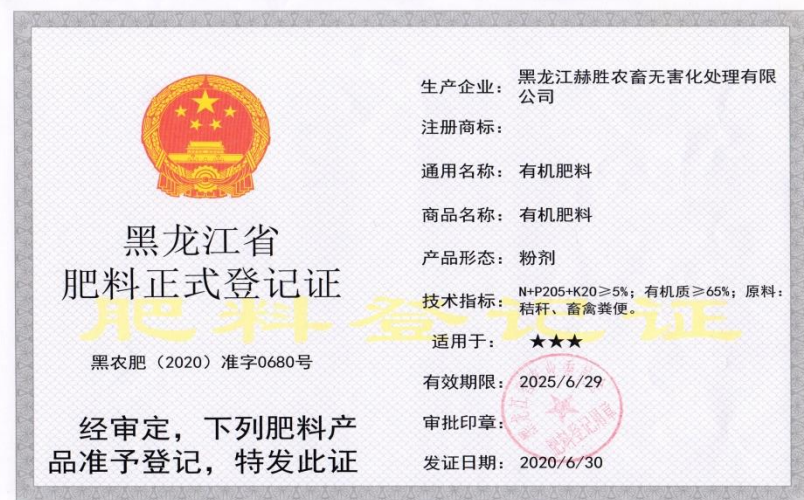 黑龙江省
肥料正式登记证
肥料登记证
黑农肥（2020）准字0680号
经审定，下列肥料产
品准予登记，特发此证
生产企业：黑龙江赫胜农畜无害化处理有限
公司
注册商标：
通用名称：有机肥料
商品名称：有机肥料
产品形态：粉剂
技术指标：N+P2O5+K2O≥5%；有机质≥65%；原料：
秸秆、畜禽粪便。
适用于：★★★
有效期限：2025/6/29
审批印章：
发证日期：2020/6/30